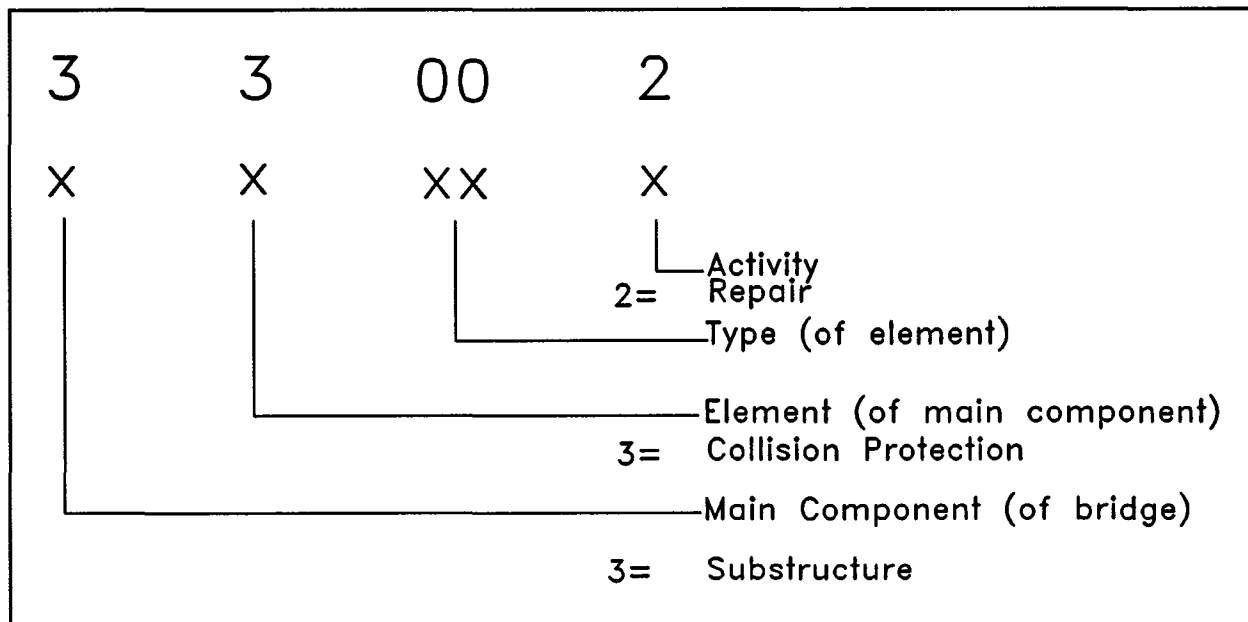 3 3 00 2
X X XX X
Activity
2= Repair
Type (of element)
Element (of main component)
3= Collision Protection
Main Component (of bridge)
3= Substructure